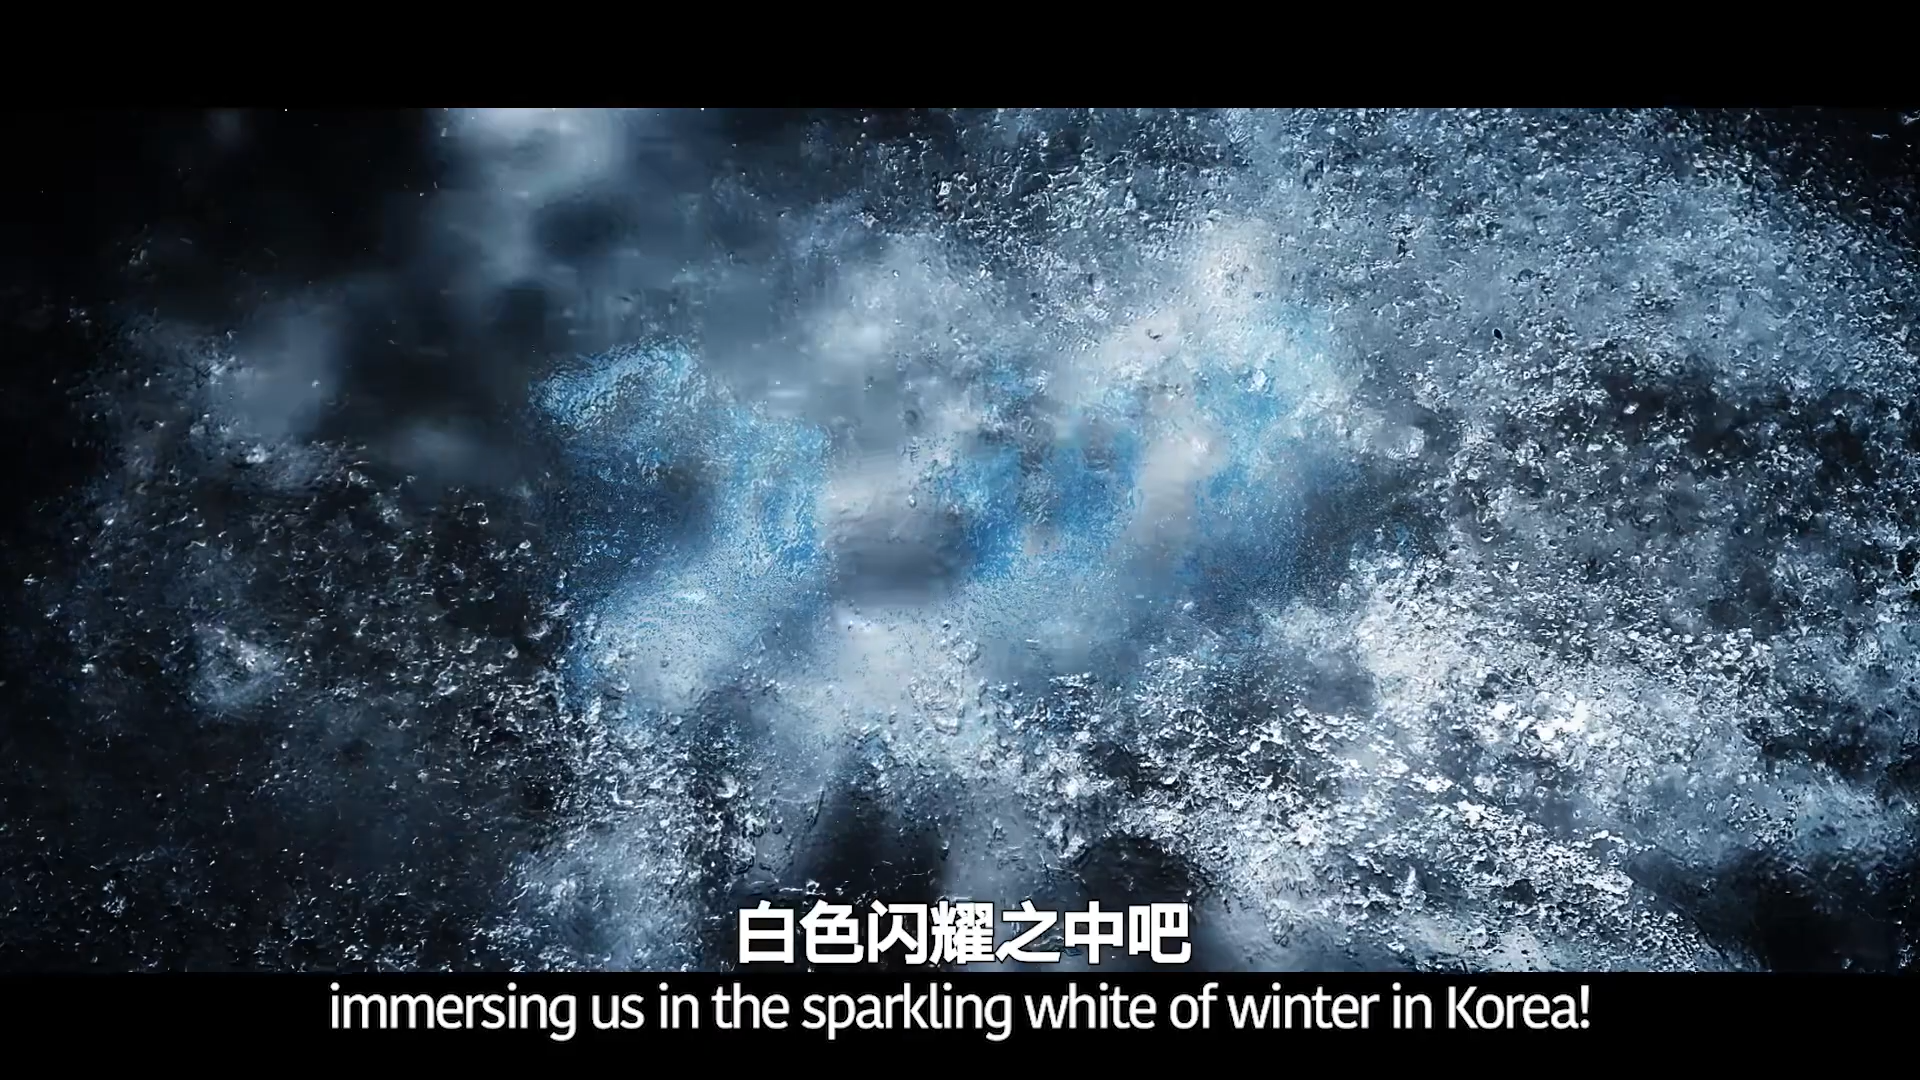 白色闪耀之中吧
immersing us in the sparkling white of winter in Korea!